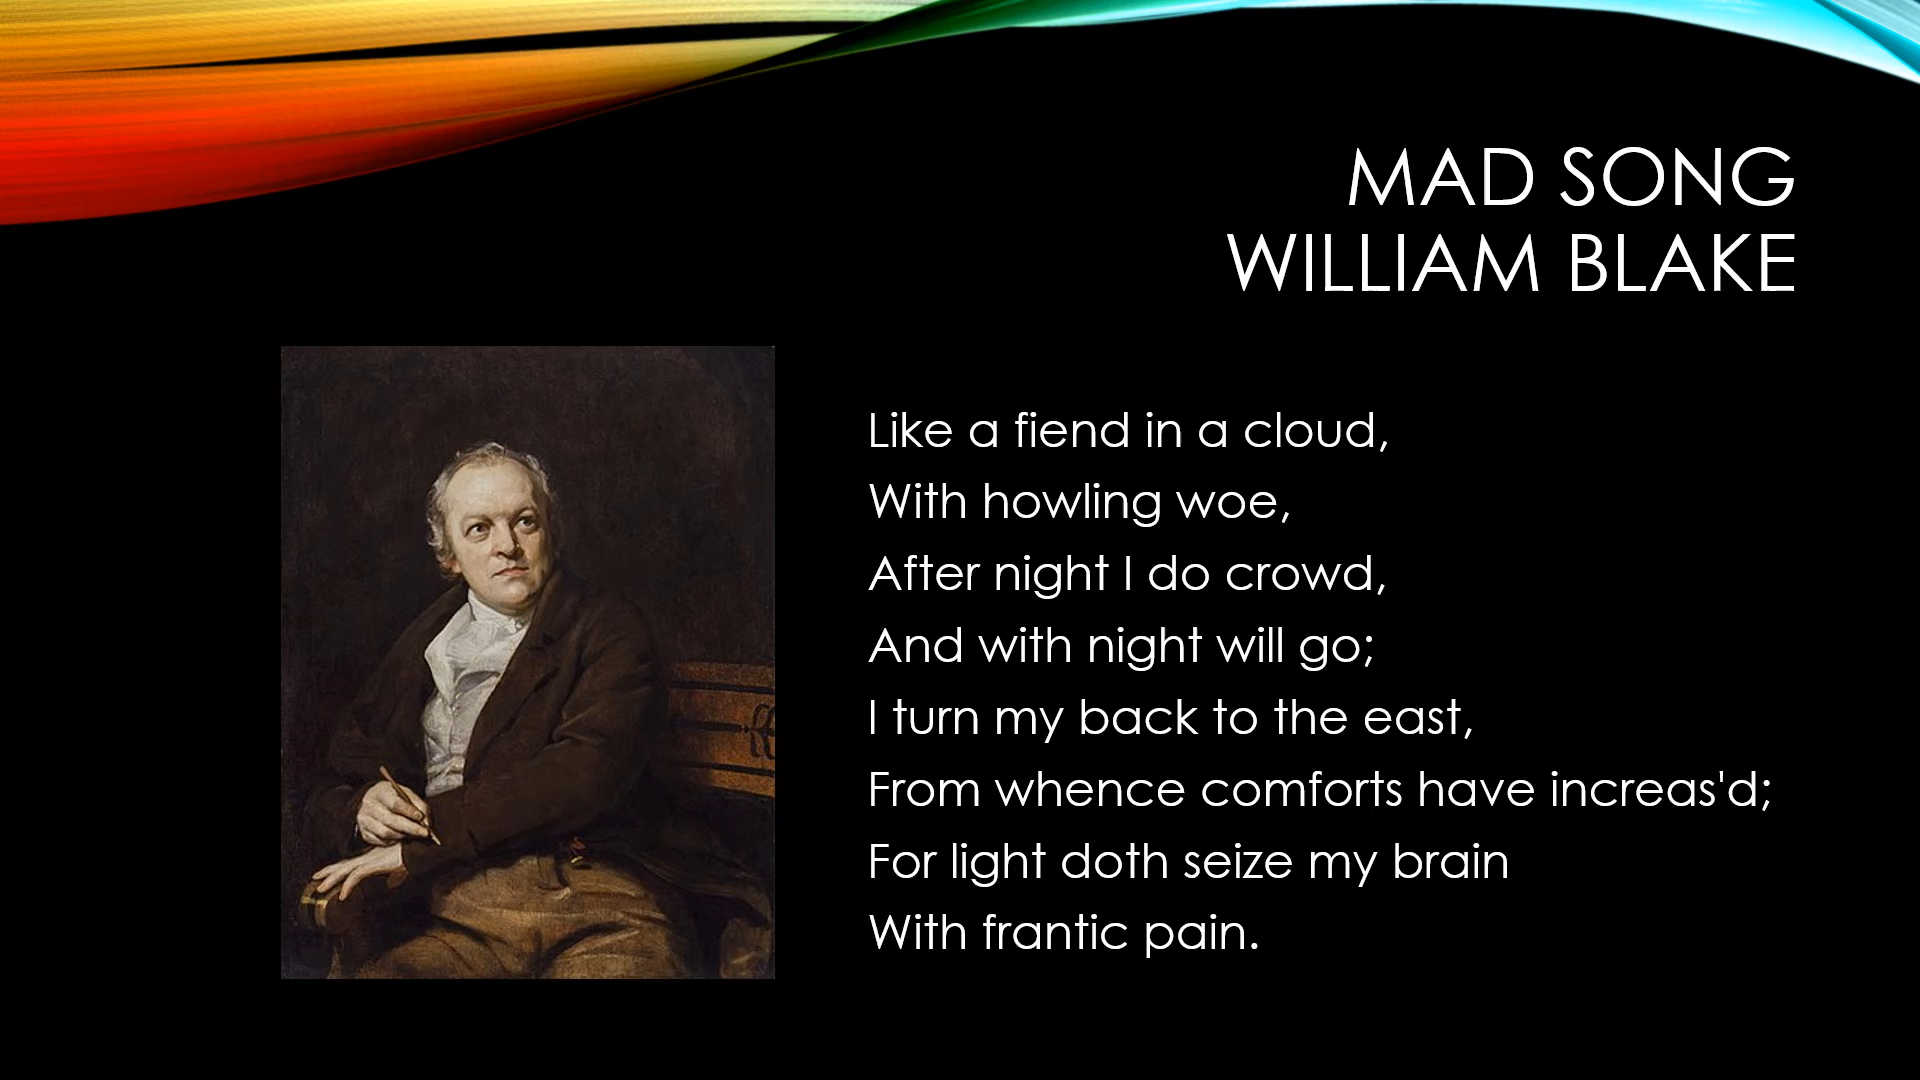 MAD SONG
WILLIAM BLAKE
Like a fiend in a cloud,
With howling woe,
After night I do crowd,
And with night will go;
I turn my back to the east,
From whence comforts have increas'd;
For light doth seize my brain
With frantic pain.